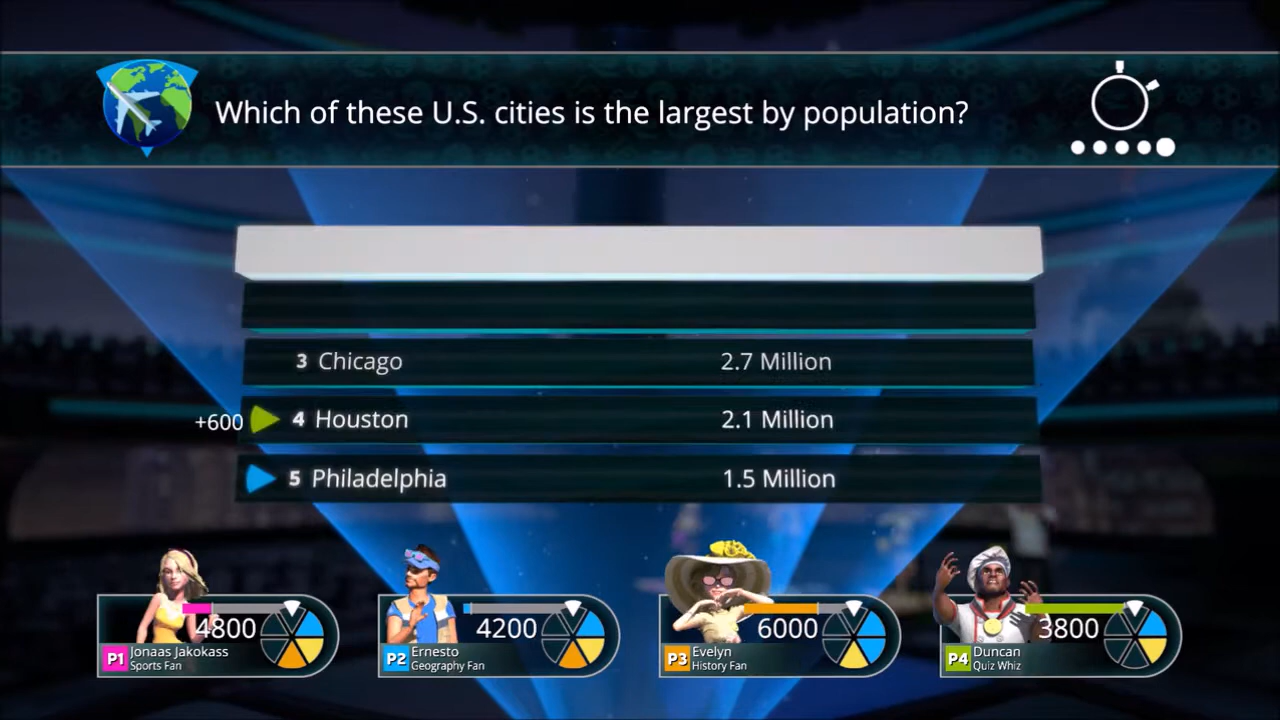 Which of these U.S. cities is the largest by population?
3 Chicago 2.7 Million
+600 4 Houston 2.1 Million
5 Philadelphia 1.5 Million
4800
P1 Jonaas Jakokass
Sports Fan
4200
P2 Ernesto
Geography Fan
6000
P3 Evelyn
History Fan
3800
P4 Duncan
Quiz Whiz